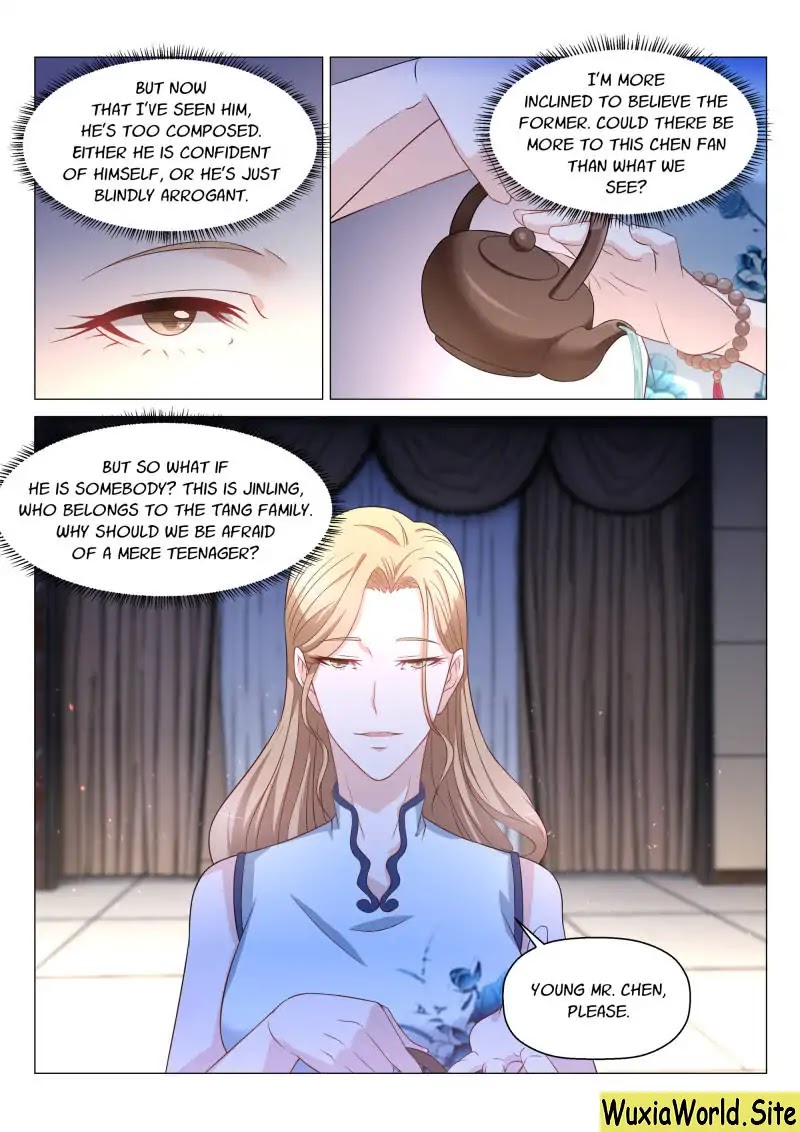 BUT NOW
THAT I'VE SEEN HIM,
HE'S TOO COMPOSED.
EITHER HE IS CONFIDENT
OF HIMSELF, OR HE'S JUST
BLINDLY ARROGANT.
I'M MORE
INCLINED TO BELIEVE THE
FORMER. COULD THERE BE
MORE TO THIS CHEN FAN
THAN WHAT WE
SEE?
BUT SO WHAT IF
HE IS SOMEBODY? THIS IS JINLING,
WHO BELONGS TO THE TANG FAMILY.
WHY SHOULD WE BE AFRAID
OF A MERE TEENAGER?
YOUNG MR. CHEN,
PLEASE.
WuxiaWorld.Site